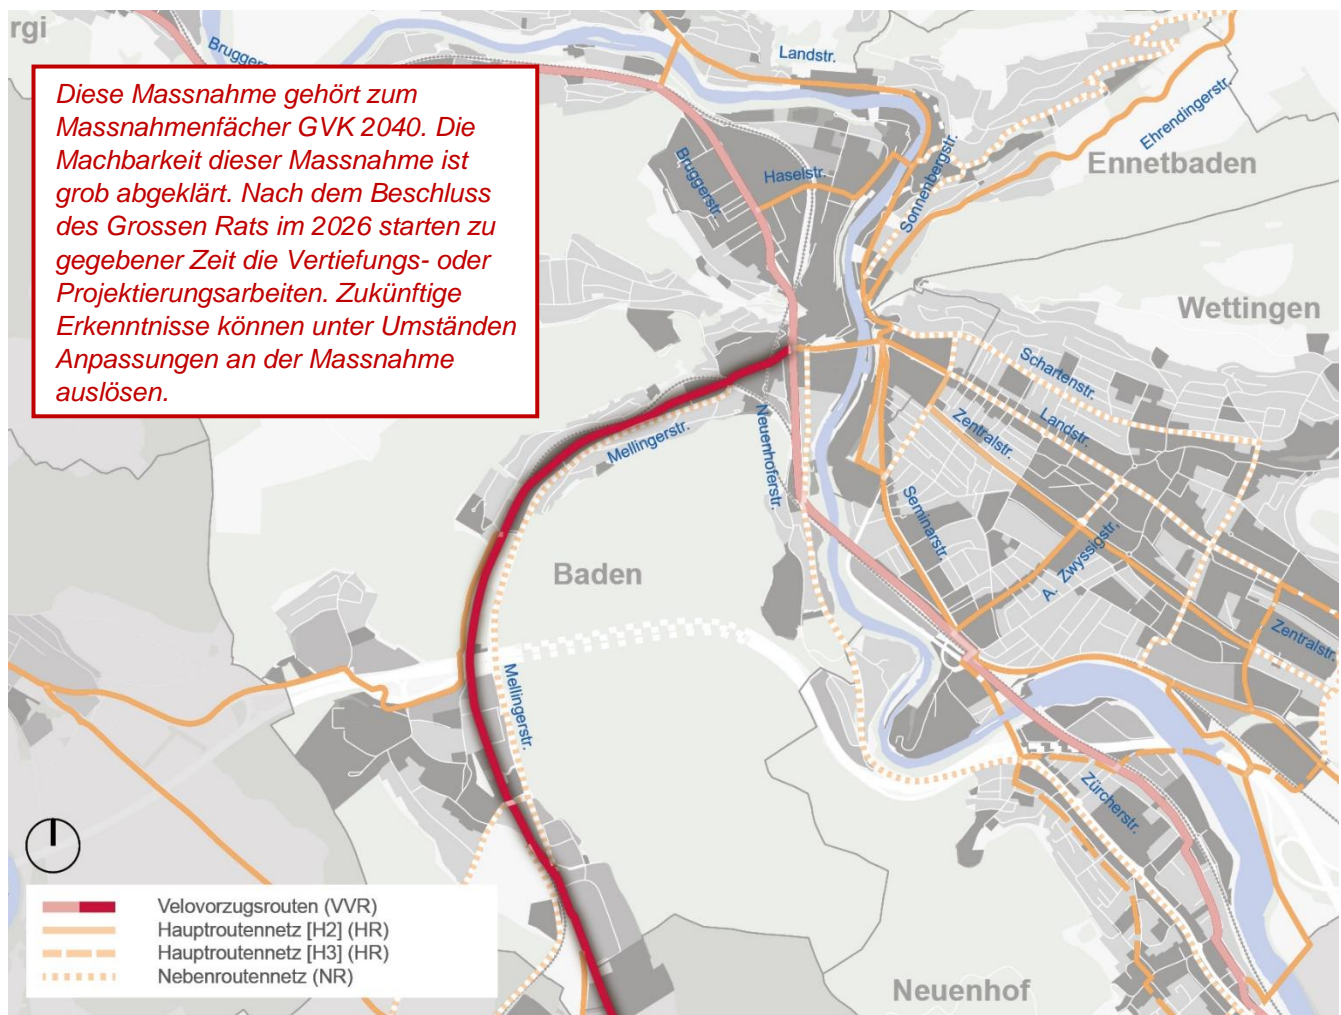 rgi
Brugger
Landstr.
Diese Massnahme gehört zum
Massnahmenfächer GVK 2040. Die
Machbarkeit dieser Massnahme ist
grob abgeklärt. Nach dem Beschluss
des Grossen Rats im 2026 starten zu
gegebener Zeit die Vertiefungs- oder
Projektierungsarbeiten. Zukünftige
Erkenntnisse können unter Umständen
Anpassungen an der Massnahme
auslösen.
Bruggerstr.
Haselstr.
Sonnenbergstr.
Ehrendingerstr.
Ennetbaden
Wettingen
Schartenstr.
Landstr.
Zentralstr.
Mellingerstr.
Neuenhoferstr.
Seminarstr.
A. Zwyssigstr.
Baden
Zentralstr.
Mellingerstr.
Zürcherstr.
Neuenhof
Velovorzugsrouten (VVR)
Hauptroutennetz [H2] (HR)
Hauptroutennetz [H3] (HR)
Nebenroutennetz (NR)